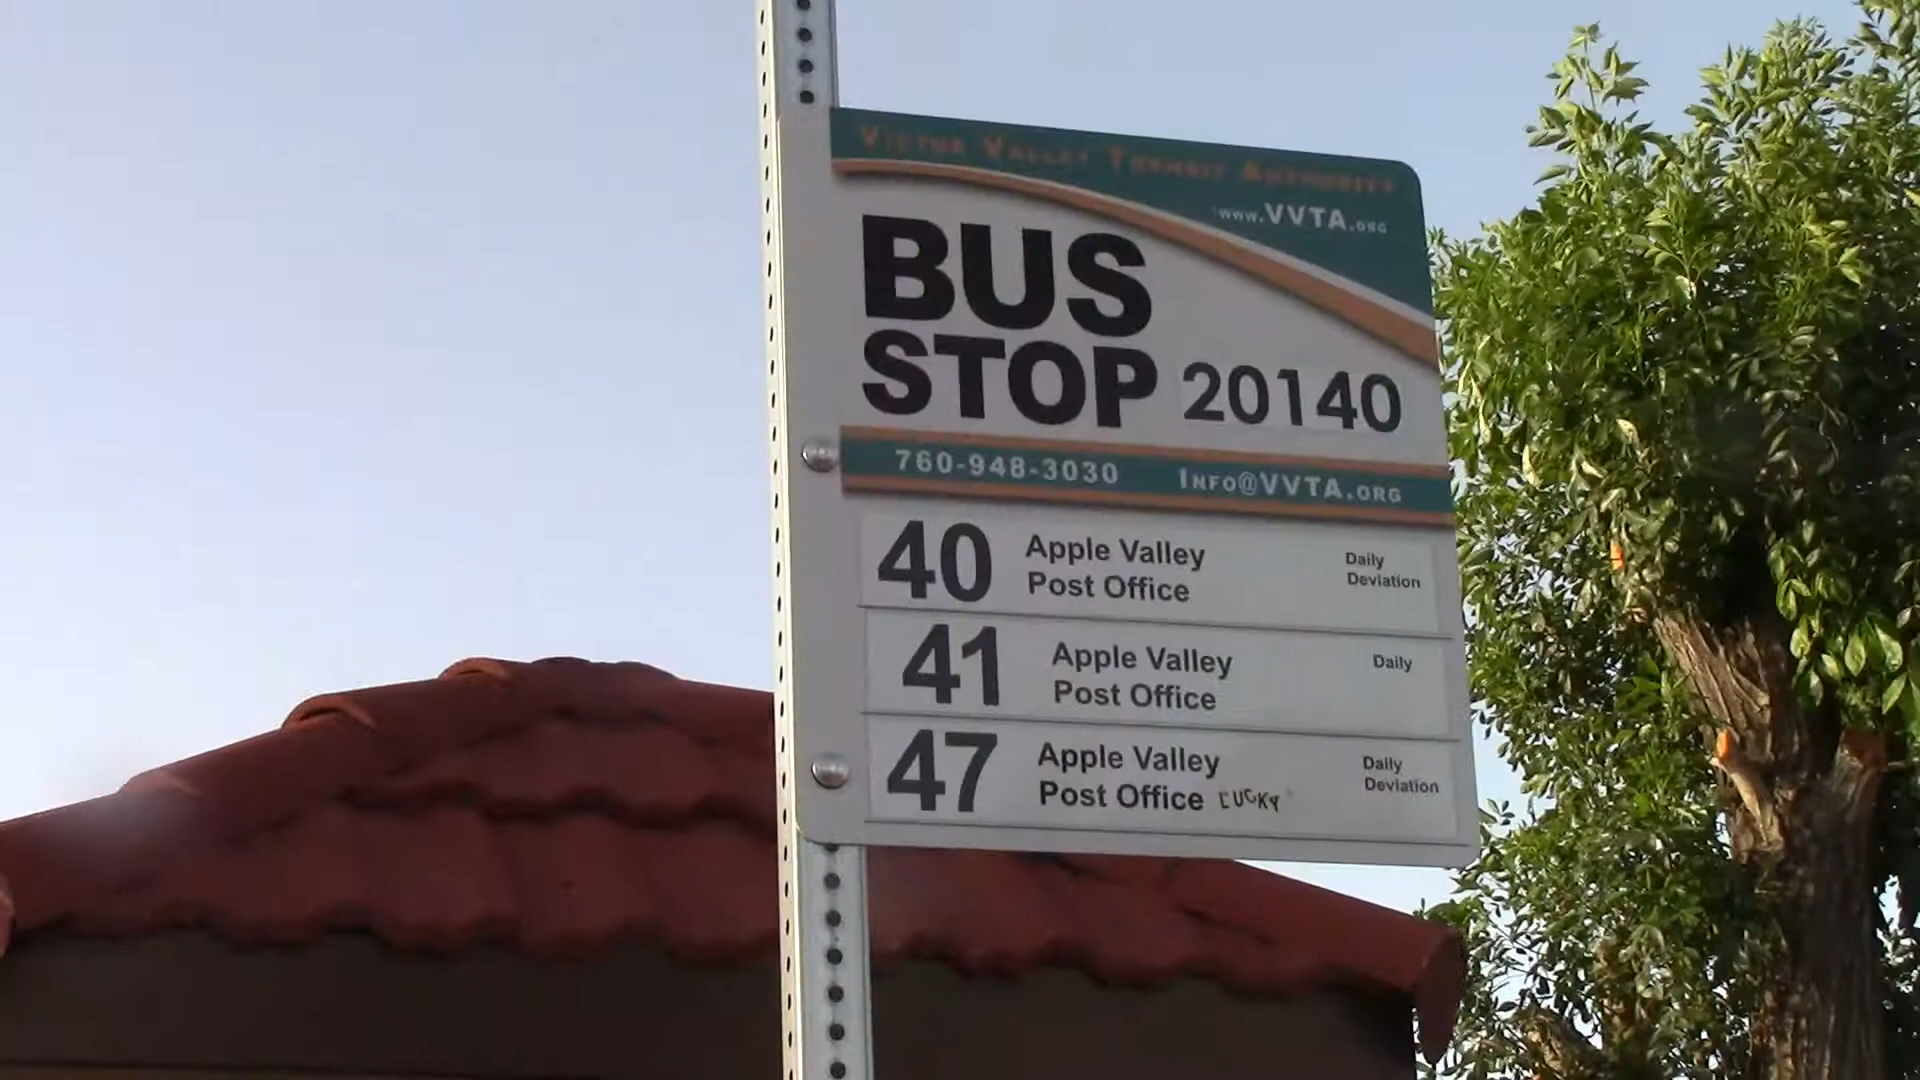 VICTOR VALLEY TRANSIT AUTHORITY
www.VVTA.ORG
BUS
STOP 20140
760-948-3030 INFO@VVTA.ORG
40 Apple Valley Daily
Post Office Deviation
41 Apple Valley Daily
Post Office
47 Apple Valley Daily
Post Office LUCKY Deviation